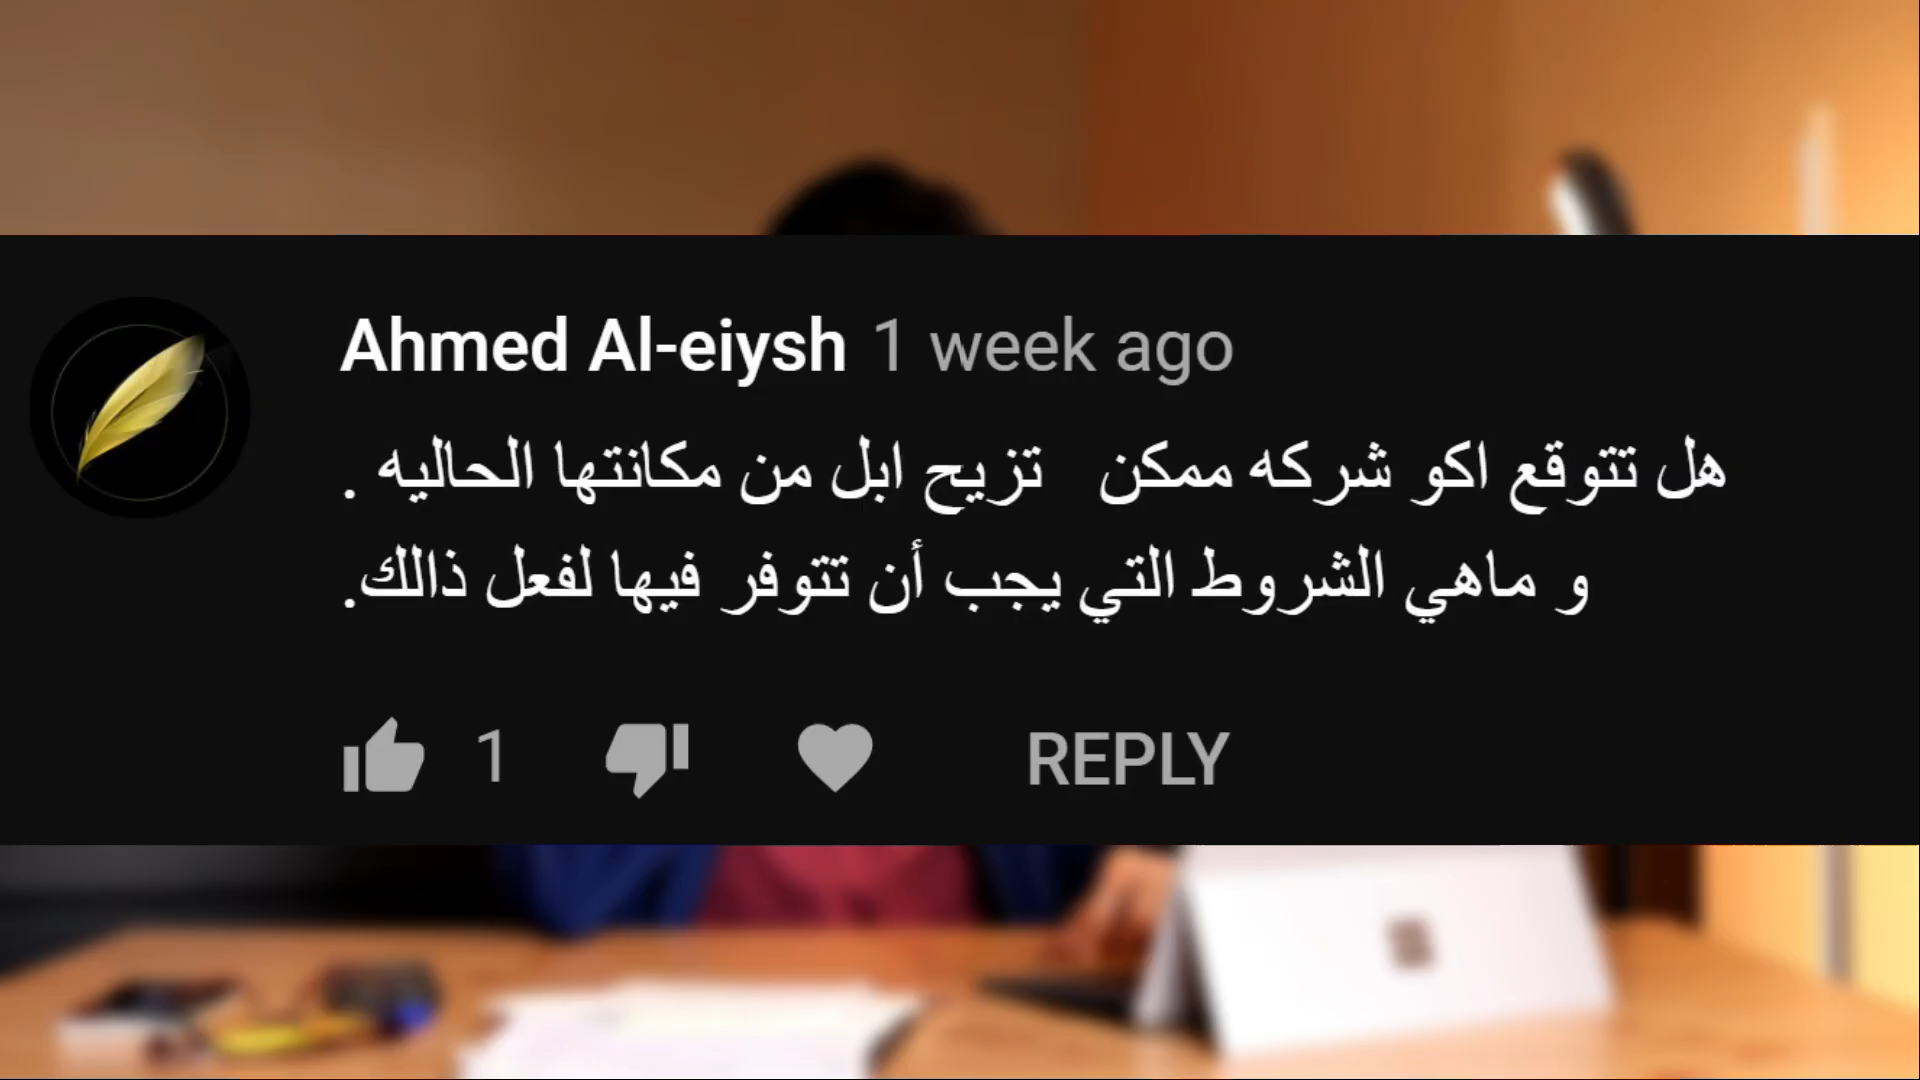 Ahmed Al-eiysh 1 week ago
هل تتوقع اكو شركه ممكن تزيح ابل من مكانتها الحاليه .
و ماهي الشروط التي يجب أن تتوفر فيها لفعل ذالك.
1 REPLY